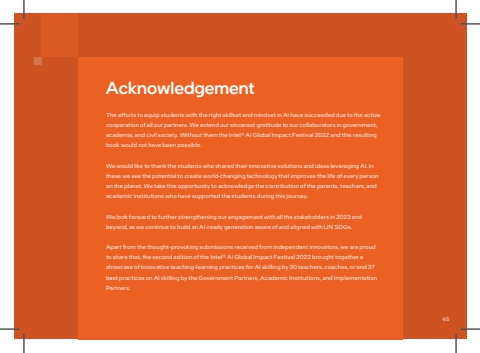 Acknowledgement
The efforts to equip students with the right skillset and mindset in AI have succeeded due to the active
cooperation of all our partners. We extend our sincerest gratitude to our collaborators in government,
academia, and civil society. Without them the Intel® AI Global Impact Festival 2022 and this resulting
book would not have been possible.
We would like to thank the students who shared their innovative solutions and ideas leveraging AI. In
these we see the potential to create world-changing technology that improves the life of every person
on the planet. We take this opportunity to acknowledge the contribution of the parents, teachers, and
academic institutions who have supported the students during this journey.
We look forward to further strengthening our engagement with all the stakeholders in 2023 and
beyond, as we continue to build an AI-ready generation aware of and aligned with UN SDGs.
Apart from the thought-provoking submissions received from independent innovators, we are proud
to share that, the second edition of the Intel® AI Global Impact Festival 2022 brought together a
showcase of innovative teaching-learning practices for AI skilling by 30 teachers, coaches, or and 37
best practices on AI skilling by the Government Partners, Academic Institutions, and Implementation
Partners.
45